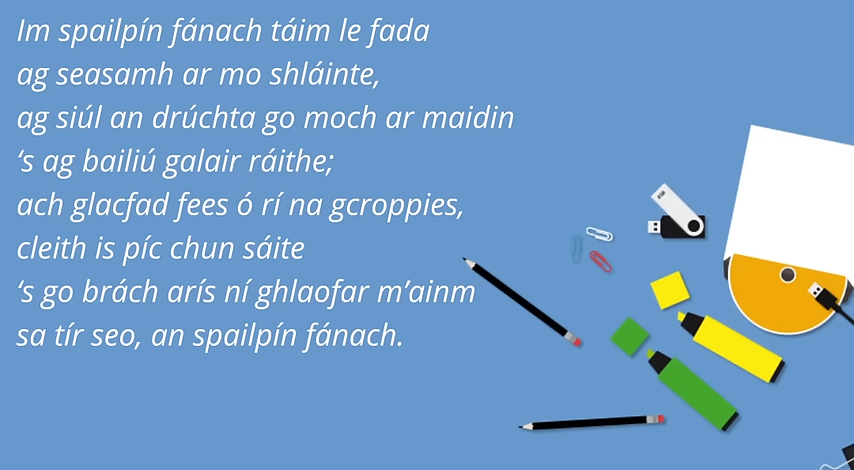 Im spailpín fánach táim le fada
ag seasamh ar mo shláinte,
ag siúl an drúchta go moch ar maidin
‘s ag bailiú galair ráithe;
ach glacfad fees ó rí na gcroppies,
cleith is píc chun sáite
‘s go brách arís ní ghlaofar m’ainm
sa tír seo, an spailpín fánach.